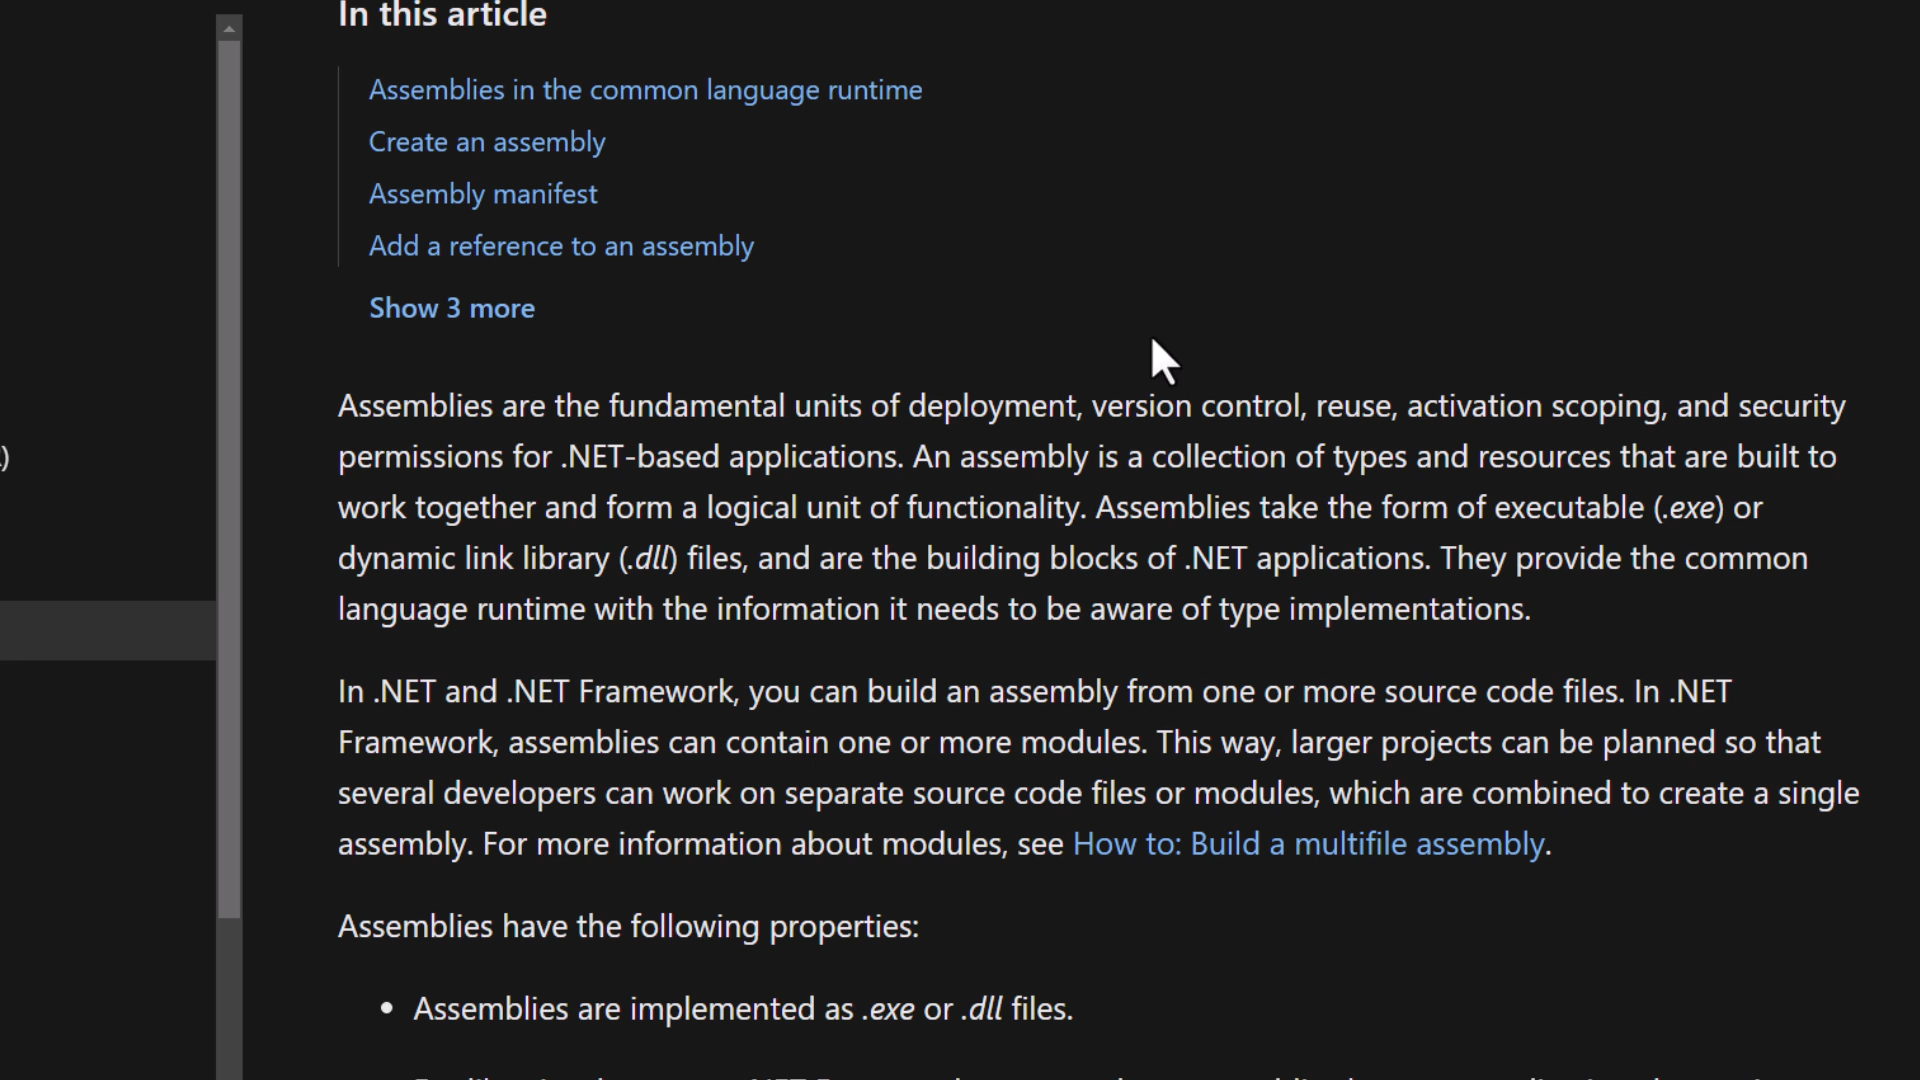 In this article
Assemblies in the common language runtime
Create an assembly
Assembly manifest
Add a reference to an assembly
Show 3 more
Assemblies are the fundamental units of deployment, version control, reuse, activation scoping, and security
permissions for .NET-based applications. An assembly is a collection of types and resources that are built to
work together and form a logical unit of functionality. Assemblies take the form of executable (.exe) or
dynamic link library (.dll) files, and are the building blocks of .NET applications. They provide the common
language runtime with the information it needs to be aware of type implementations.
In .NET and .NET Framework, you can build an assembly from one or more source code files. In .NET
Framework, assemblies can contain one or more modules. This way, larger projects can be planned so that
several developers can work on separate source code files or modules, which are combined to create a single
assembly. For more information about modules, see How to: Build a multifile assembly.
Assemblies have the following properties:
• Assemblies are implemented as .exe or .dll files.